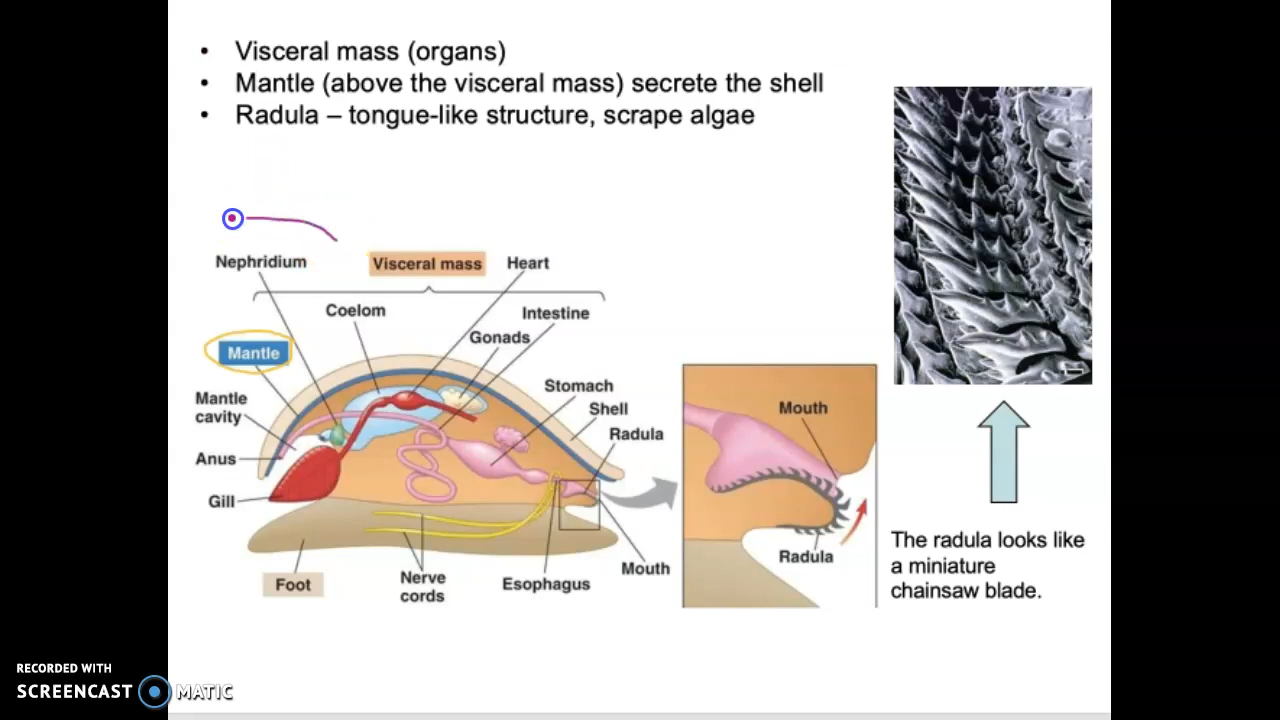 • Visceral mass (organs)
• Mantle (above the visceral mass) secrete the shell
• Radula – tongue-like structure, scrape algae
Nephridium
Visceral mass
Heart
Coelom
Intestine
Gonads
Mantle
Stomach
Mantle
cavity
Shell
Radula
Anus
Gill
Foot
Nerve
cords
Esophagus
Mouth
Mouth
Radula
The radula looks like
a miniature
chainsaw blade.
RECORDED WITH
SCREENCAST MATIC